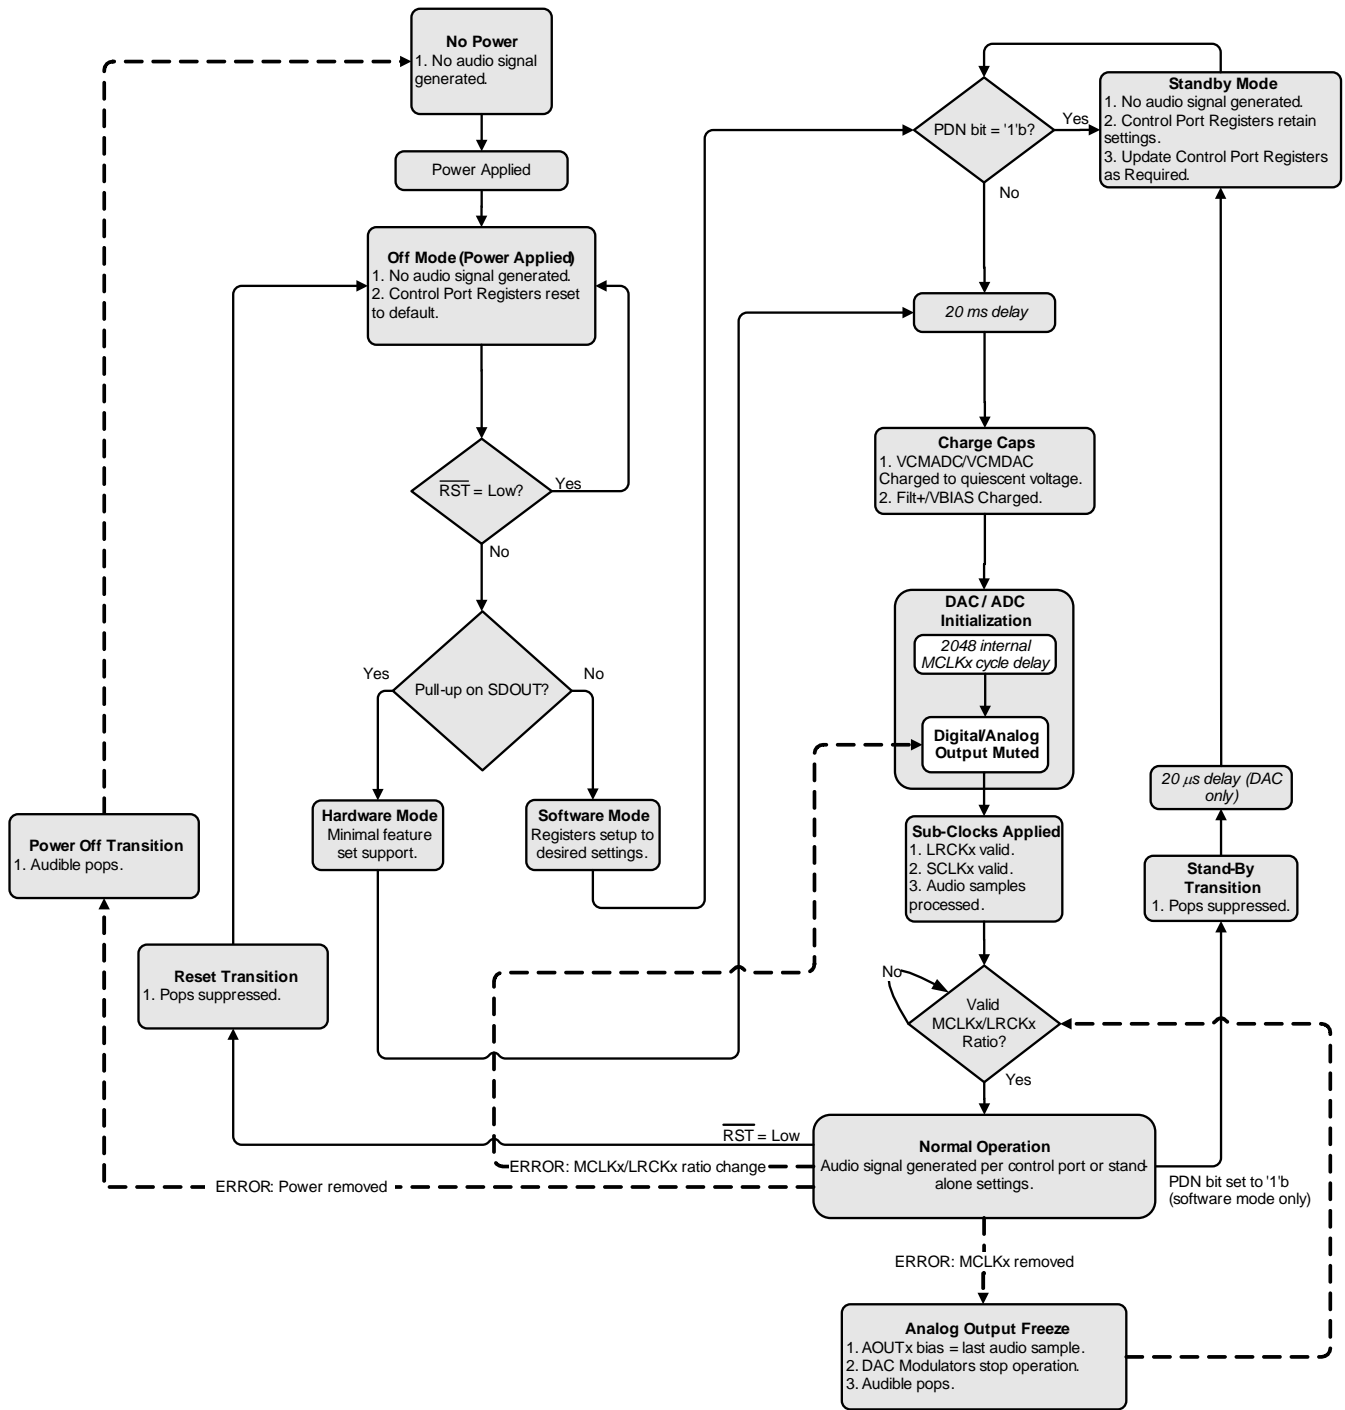 No Power
1. No audio signal
generated.
Power Applied
Off Mode (Power Applied)
1. No audio signal generated.
2. Control Port Registers reset
to default.
RST = Low?
Yes
No
Pull-up on SDOUT?
Yes
No
Hardware Mode
Minimal feature
set support.
Software Mode
Registers setup to
desired settings.
Power Off Transition
1. Audible pops.
Reset Transition
1. Pops suppressed.
PDN bit = '1'b?
Yes
No
Standby Mode
1. No audio signal generated.
2. Control Port Registers retain
settings.
3. Update Control Port Registers
as Required.
20 ms delay
Charge Caps
1. VCMADC/VCMDAC
Charged to quiescent voltage.
2. Filt+/VBIAS Charged.
DAC / ADC
Initialization
2048 internal
MCLKx cycle delay
Digital/Analog
Output Muted
Sub-Clocks Applied
1. LRCKx valid.
2. SCLKx valid.
3. Audio samples
processed.
20 μs delay (DAC
only)
Stand-By
Transition
1. Pops suppressed.
No
Valid
MCLKx/LRCKx
Ratio?
Yes
RST = Low
ERROR: MCLKx/LRCKx ratio change
ERROR: Power removed
Normal Operation
Audio signal generated per control port or stand-
alone settings.
PDN bit set to '1'b
(software mode only)
ERROR: MCLKx removed
Analog Output Freeze
1. AOUTx bias = last audio sample.
2. DAC Modulators stop operation.
3. Audible pops.